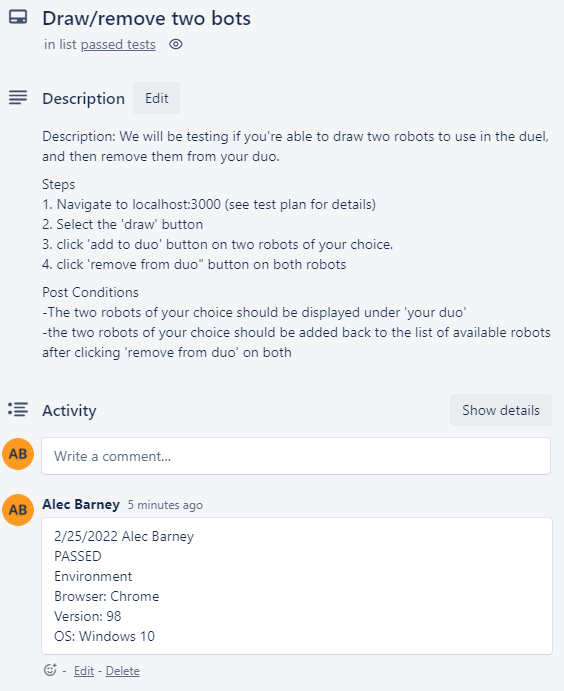 Draw/remove two bots
in list passed tests
Description Edit
Description: We will be testing if you're able to draw two robots to use in the duel,
and then remove them from your duo.
Steps
1. Navigate to localhost:3000 (see test plan for details)
2. Select the 'draw' button
3. click 'add to duo' button on two robots of your choice.
4. click 'remove from duo" button on both robots
Post Conditions
-The two robots of your choice should be displayed under 'your duo'
-the two robots of your choice should be added back to the list of available robots
after clicking 'remove from duo' on both
Activity Show details
AB Write a comment...
AB Alec Barney 5 minutes ago
2/25/2022 Alec Barney
PASSED
Environment
Browser: Chrome
Version: 98
OS: Windows 10
- Edit - Delete